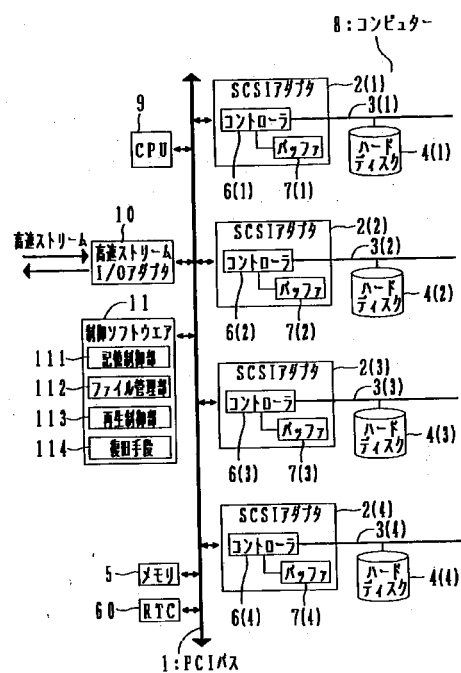 8:コンピュター
SCSIアダプタ
2(1)
3(1)
コントローラ
バッファ
6(1)
7(1)
ハード
ディスク
4(1)
9
CPU
SCSIアダプタ
2(2)
3(2)
コントローラ
バッファ
6(2)
7(2)
ハード
ディスク
4(2)
10
高速ストリーム
高速ストリーム
I/Oアダプタ
11
制御ソフトウエア
111
記憶制御部
112
ファイル管理部
113
再生制御部
114
復旧手段
SCSIアダプタ
2(3)
3(3)
コントローラ
バッファ
6(3)
7(3)
ハード
ディスク
4(3)
SCSIアダプタ
2(4)
3(4)
コントローラ
バッファ
6(4)
7(4)
ハード
ディスク
4(4)
5
メモリ
60
RTC
1:PCIバス